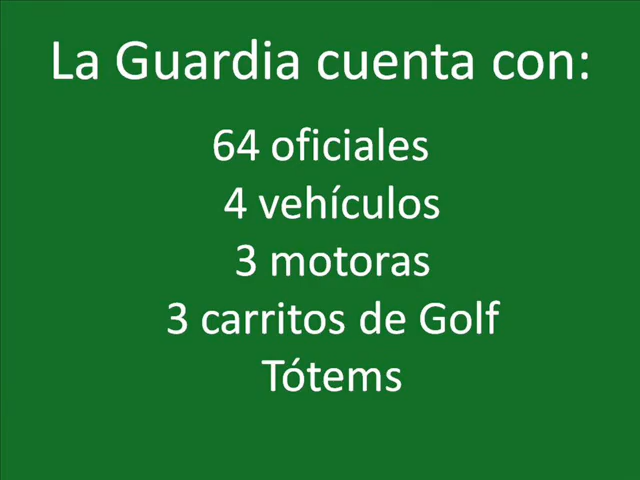 La Guardia cuenta con:
64 oficiales
4 vehículos
3 motoras
3 carritos de Golf
Tótems